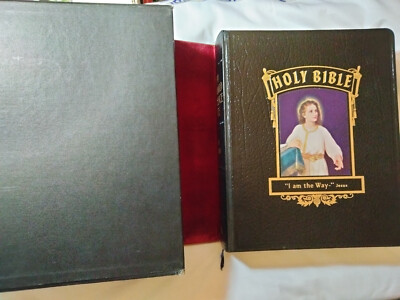 HOLY BIBLE
"I am the Way-" Jesus